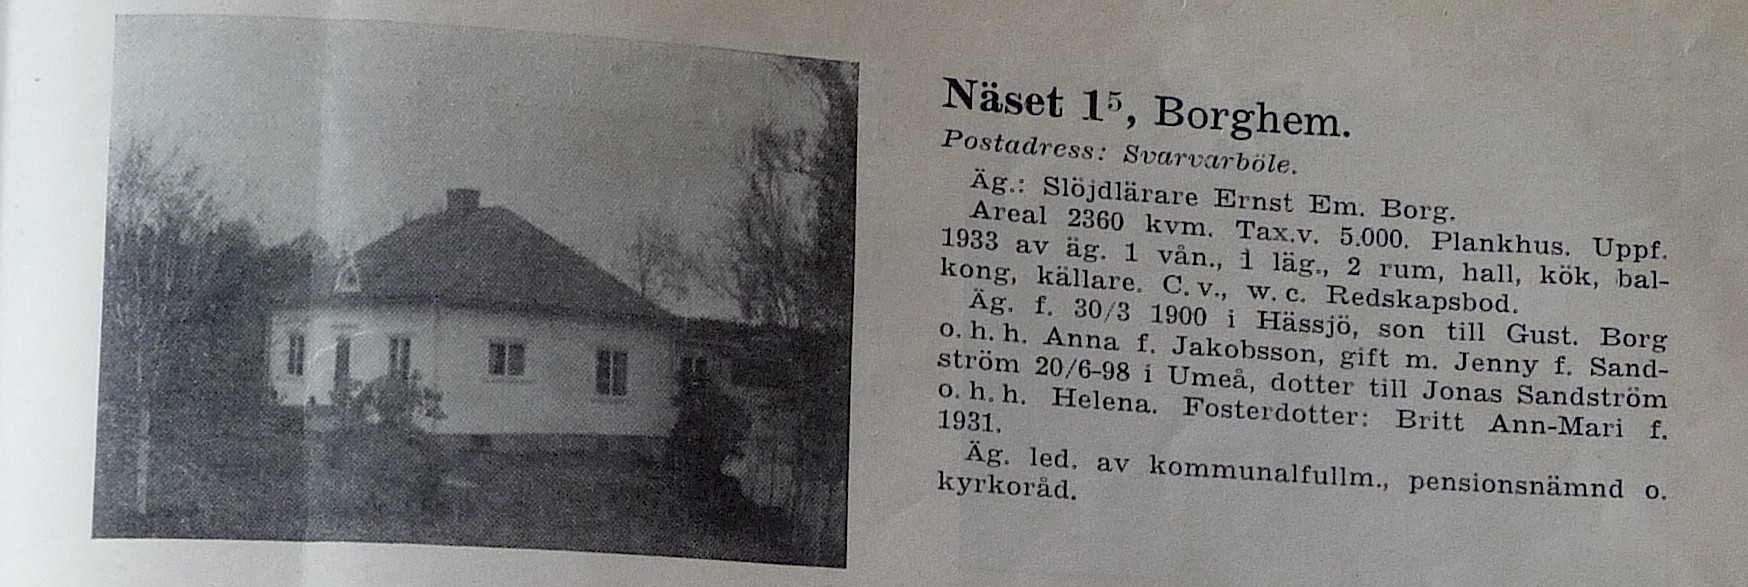 Näset 1⁵, Borghem.
Postadress: Svarvarböle.
Äg.: Slöjdlärare Ernst Em. Borg.
Areal 2360 kvm. Tax.v. 5.000. Plankhus. Uppf.
1933 av äg. 1 vån., 1 läg., 2 rum, hall, kök, bal-
kong, källare. C. v., w. c. Redskapsbod.
Äg. f. 30/3 1900 i Hässjö, son till Gust. Borg
o. h. h. Anna f. Jakobsson, gift m. Jenny f. Sand-
ström 20/6-98 i Umeå, dotter till Jonas Sandström
o. h. h. Helena. Fosterdotter: Britt Ann-Mari f.
1931.
Äg. led. av kommunalfullm., pensionsnämnd o.
kyrkoråd.